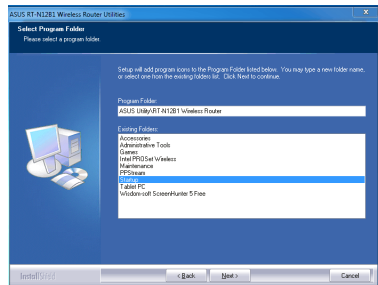 ASUS RT-N12B1 Wireless Router Utilities
X
Select Program Folder
Please select a program folder.
Setup will add program icons to the Program Folder listed below. You may type a new folder name,
or select one from the existing folders list. Click Next to continue.
Program Folder:
ASUS Utility\RT-N12B1 Wireless Router
Existing Folders:
Accessories
Administrative Tools
Games
Intel PROSet Wireless
Maintenance
PPStream
Startup
Tablet PC
Wisdom-soft ScreenHunter 5 Free
InstallShield
< Back
Next >
Cancel